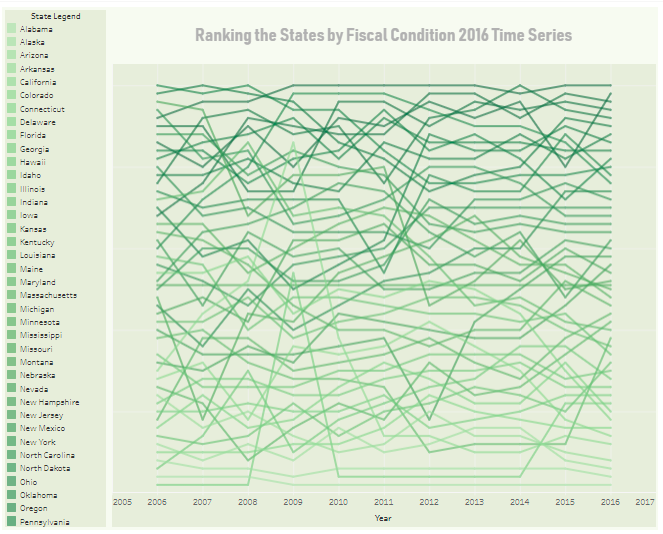 State Legend
Ranking the States by Fiscal Condition 2016 Time Series
Alabama
Alaska
Arizona
Arkansas
California
Colorado
Connecticut
Delaware
Florida
Georgia
Hawaii
Idaho
Illinois
Indiana
Iowa
Kansas
Kentucky
Louisiana
Maine
Maryland
Massachusetts
Michigan
Minnesota
Mississippi
Missouri
Montana
Nebraska
Nevada
New Hampshire
New Jersey
New Mexico
New York
North Carolina
North Dakota
Ohio
Oklahoma
Oregon
Pennsylvania
2005 2006 2007 2008 2009 2010 2011 2012 2013 2014 2015 2016 2017
Year